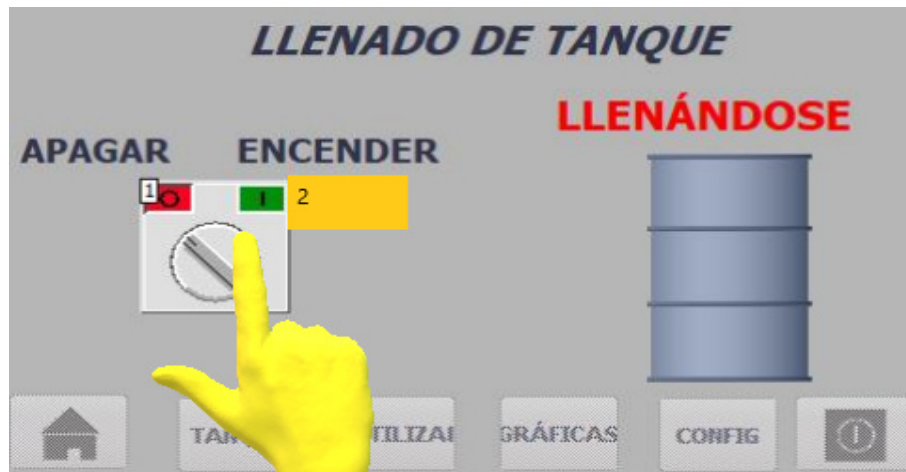 LLENADO DE TANQUE
LLENÁNDOSE
APAGAR ENCENDER
1 O I 2
GRÁFICAS CONFIG